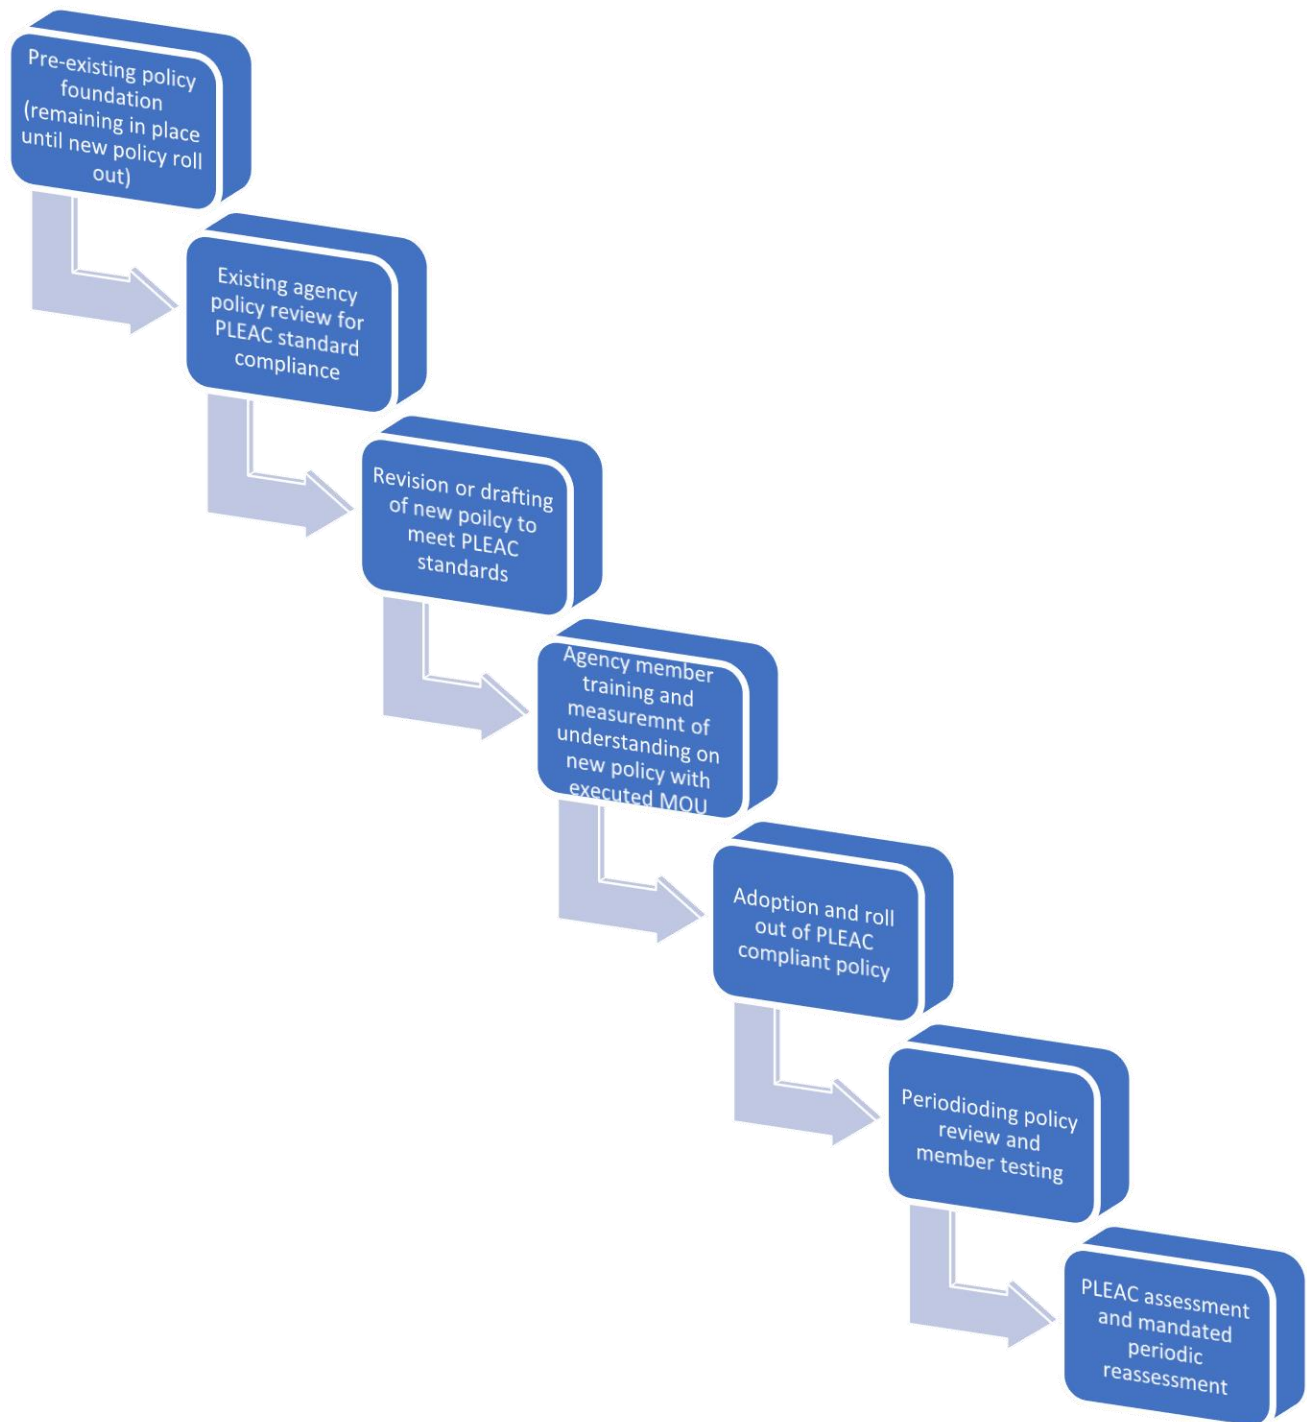 Pre-existing policy
foundation
(remaining in place
until new policy roll
out)
Existing agency
policy review for
PLEAC standard
compliance
Revision or drafting
of new poilcy to
meet PLEAC
standards
Agency member
training and
measuremnt of
understanding on
new policy with
executed MOU
Adoption and roll
out of PLEAC
compliant policy
Periodioding policy
review and
member testing
PLEAC assessment
and mandated
periodic
reassessment